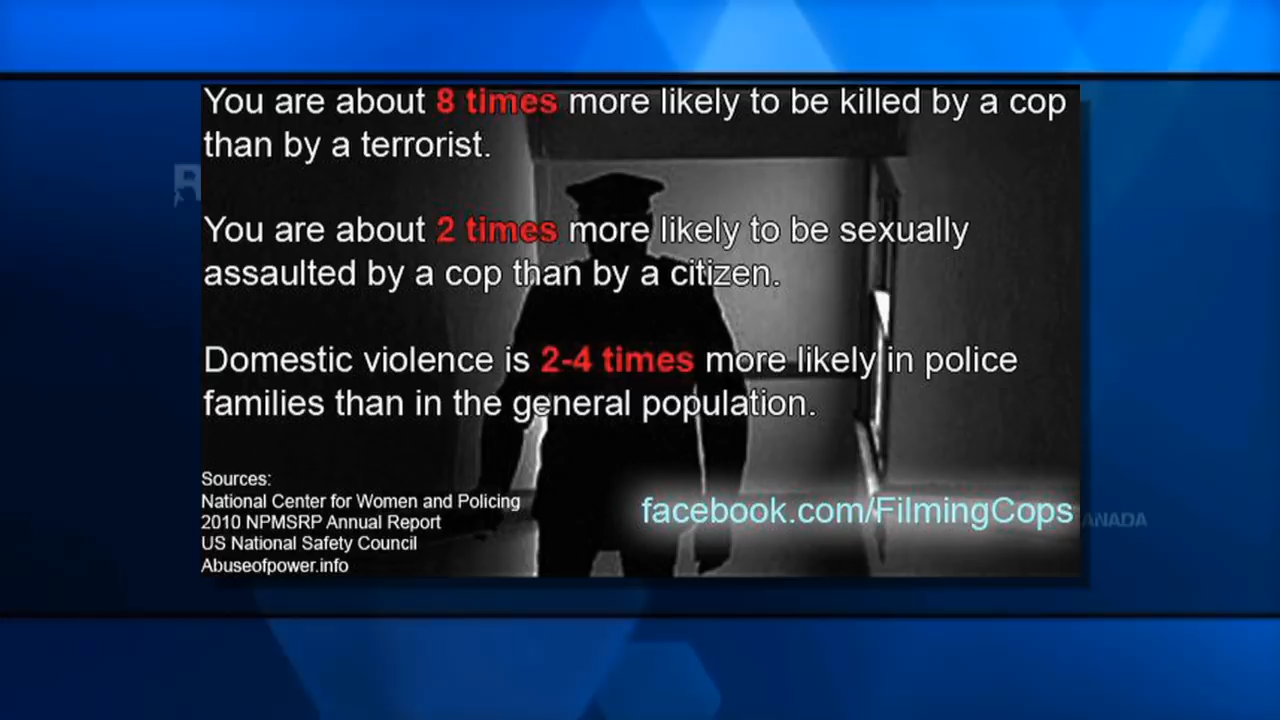 You are about 8 times more likely to be killed by a cop
than by a terrorist.
You are about 2 times more likely to be sexually
assaulted by a cop than by a citizen.
Domestic violence is 2-4 times more likely in police
families than in the general population.
Sources:
National Center for Women and Policing
2010 NPMSRP Annual Report
US National Safety Council
Abuseofpower.info
facebook.com/FilmingCops